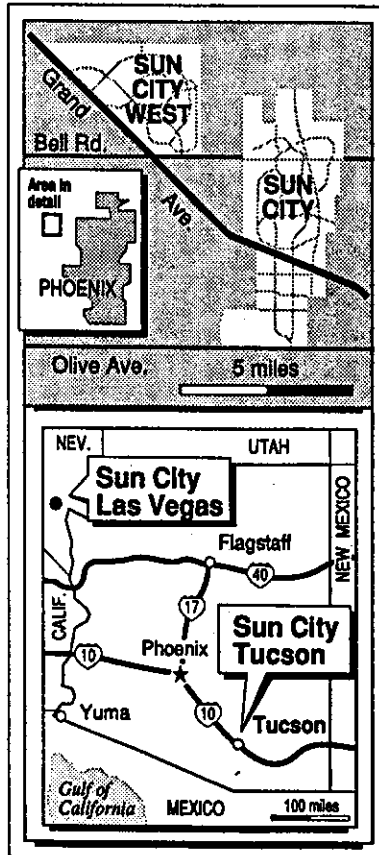 SUN
CITY
WEST
Grand
Ave.
Bell Rd.
SUN
CITY
Area in
detail
PHOENIX
Olive Ave.
5 miles
NEV.
UTAH
Sun City
Las Vegas
NEW MEXICO
Flagstaff
40
17
CALIF.
Sun City
Tucson
10
Phoenix
10
Yuma
Tucson
Gulf of
California
MEXICO
100 miles